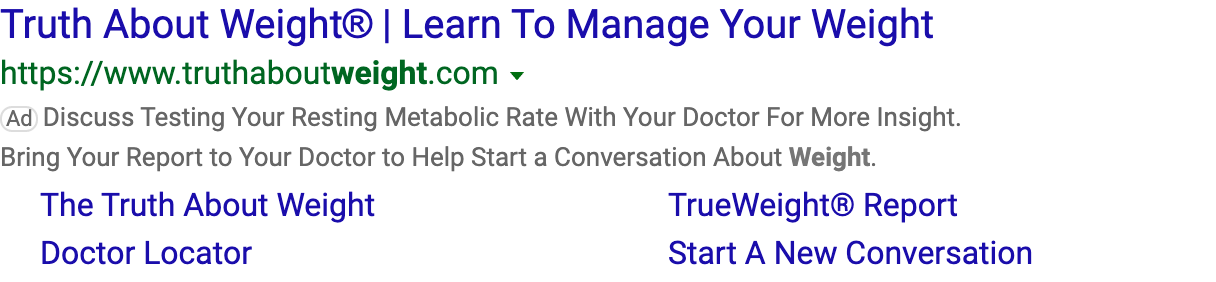 Truth About Weight® | Learn To Manage Your Weight
https://www.truthaboutweight.com
Ad Discuss Testing Your Resting Metabolic Rate With Your Doctor For More Insight.
Bring Your Report to Your Doctor to Help Start a Conversation About Weight.
The Truth About Weight TrueWeight® Report
Doctor Locator Start A New Conversation